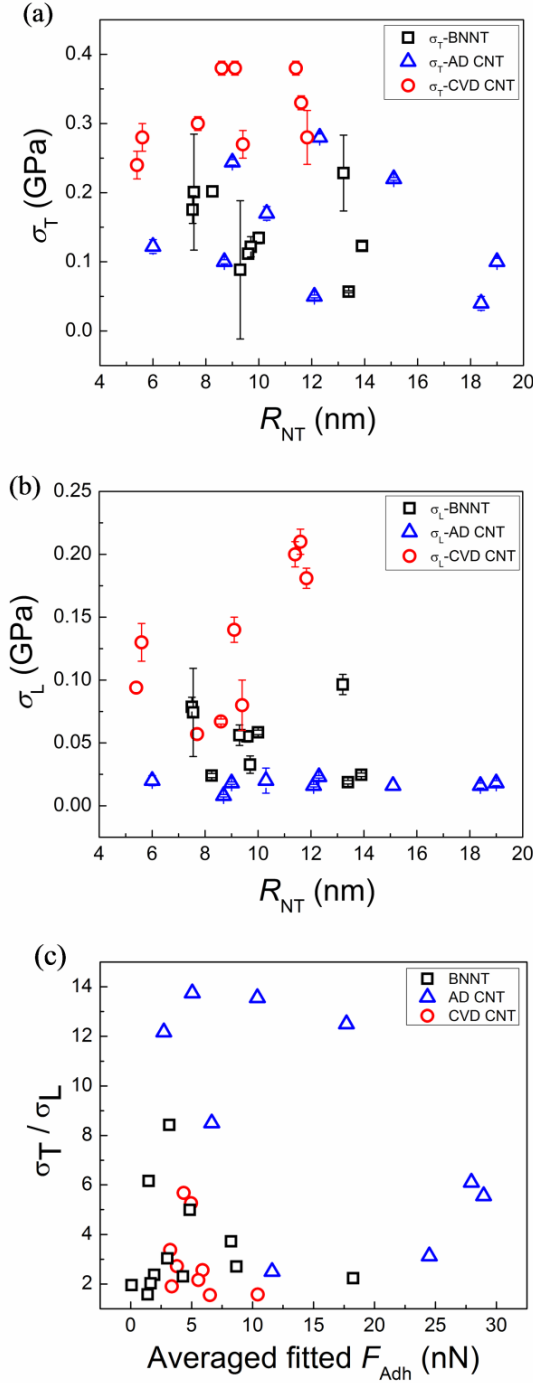 (a)
σT-BNNT
σT-AD CNT
σT-CVD CNT
0.4
0.3
0.2
0.1
0.0
σT (GPa)
4 6 8 10 12 14 16 18 20
RNT (nm)
(b)
σL-BNNT
σL-AD CNT
σL-CVD CNT
0.25
0.20
0.15
0.10
0.05
0.00
σL (GPa)
4 6 8 10 12 14 16 18 20
RNT (nm)
(c)
BNNT
AD CNT
CVD CNT
14
12
10
8
6
4
2
σT / σL
0 5 10 15 20 25 30
Averaged fitted FAdh (nN)